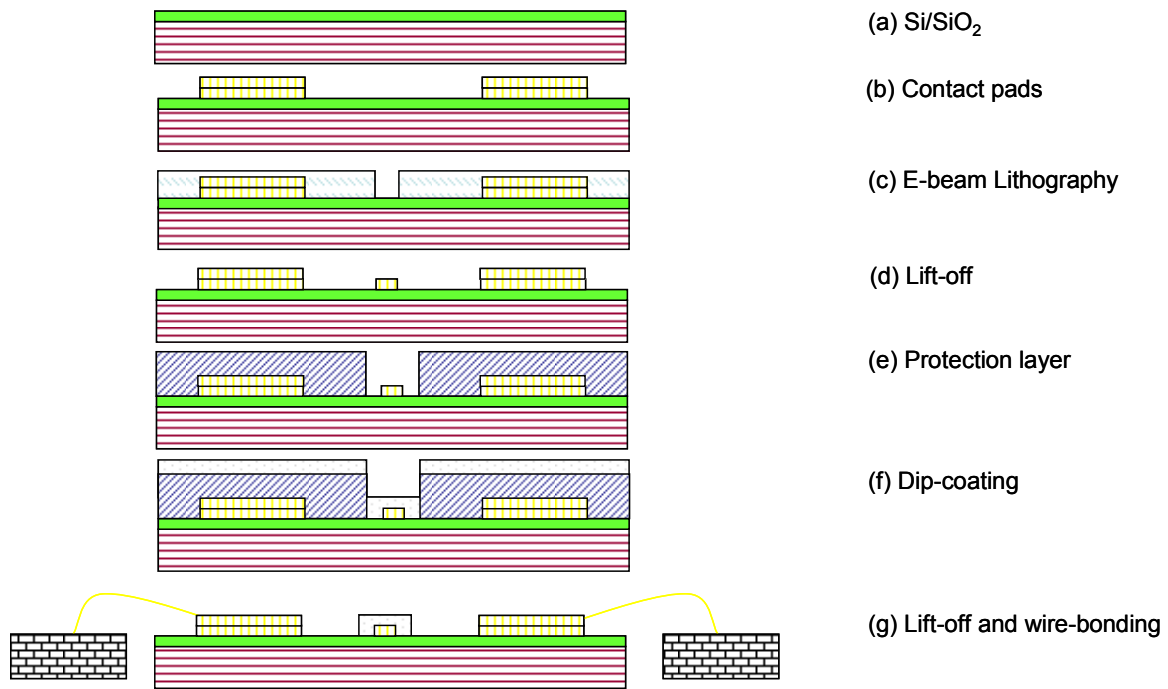 (a) Si/SiO₂
(b) Contact pads
(c) E-beam Lithography
(d) Lift-off
(e) Protection layer
(f) Dip-coating
(g) Lift-off and wire-bonding